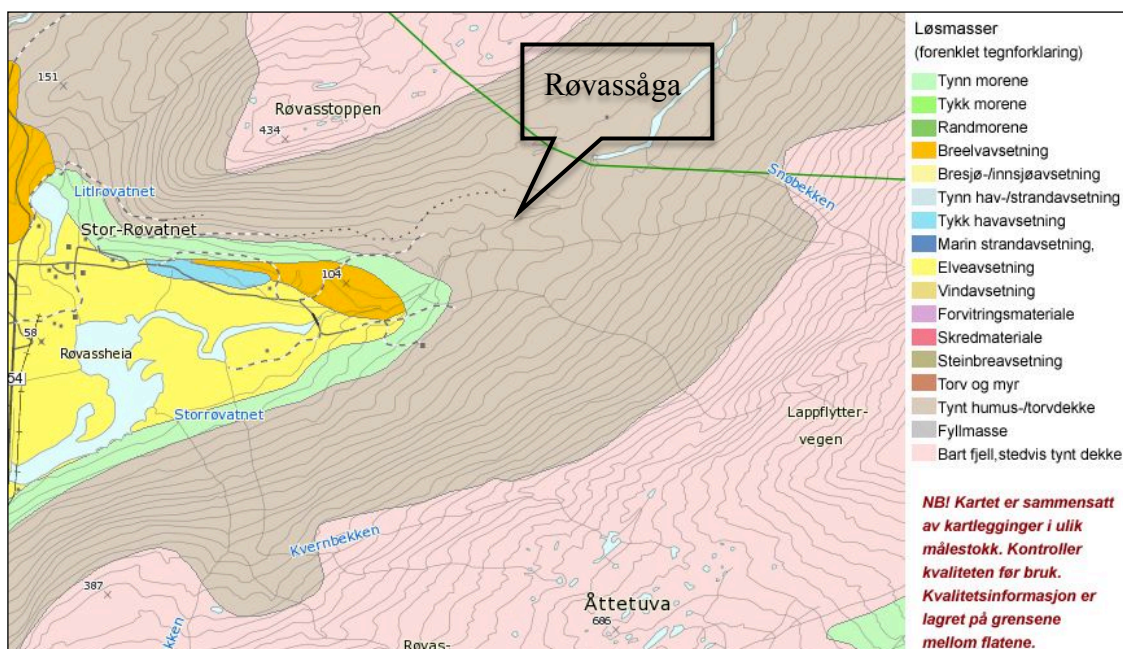 Røvassåga
151
Røvasstoppen
434
Litlrøvatnet
Snøbekken
Stor-Røvatnet
104
58
Røvassheia
54
Storrøvatnet
Lappflytter-
vegen
Kvernbekken
387
Åttetuva
686
kken
Røvas-
Løsmasser
(forenklet tegnforklaring)
Tynn morene
Tykk morene
Randmorene
Breelvavsetning
Bresjø-/innsjøavsetning
Tynn hav-/strandavsetning
Tykk havavsetning
Marin strandavsetning,
Elveavsetning
Vindavsetning
Forvitringsmateriale
Skredmateriale
Steinbreavsetning
Torv og myr
Tynt humus-/torvdekke
Fyllmasse
Bart fjell,stedvis tynt dekke
NB! Kartet er sammensatt
av kartlegginger i ulik
målestokk. Kontroller
kvaliteten før bruk.
Kvalitetsinformasjon er
lagret på grensene
mellom flatene.